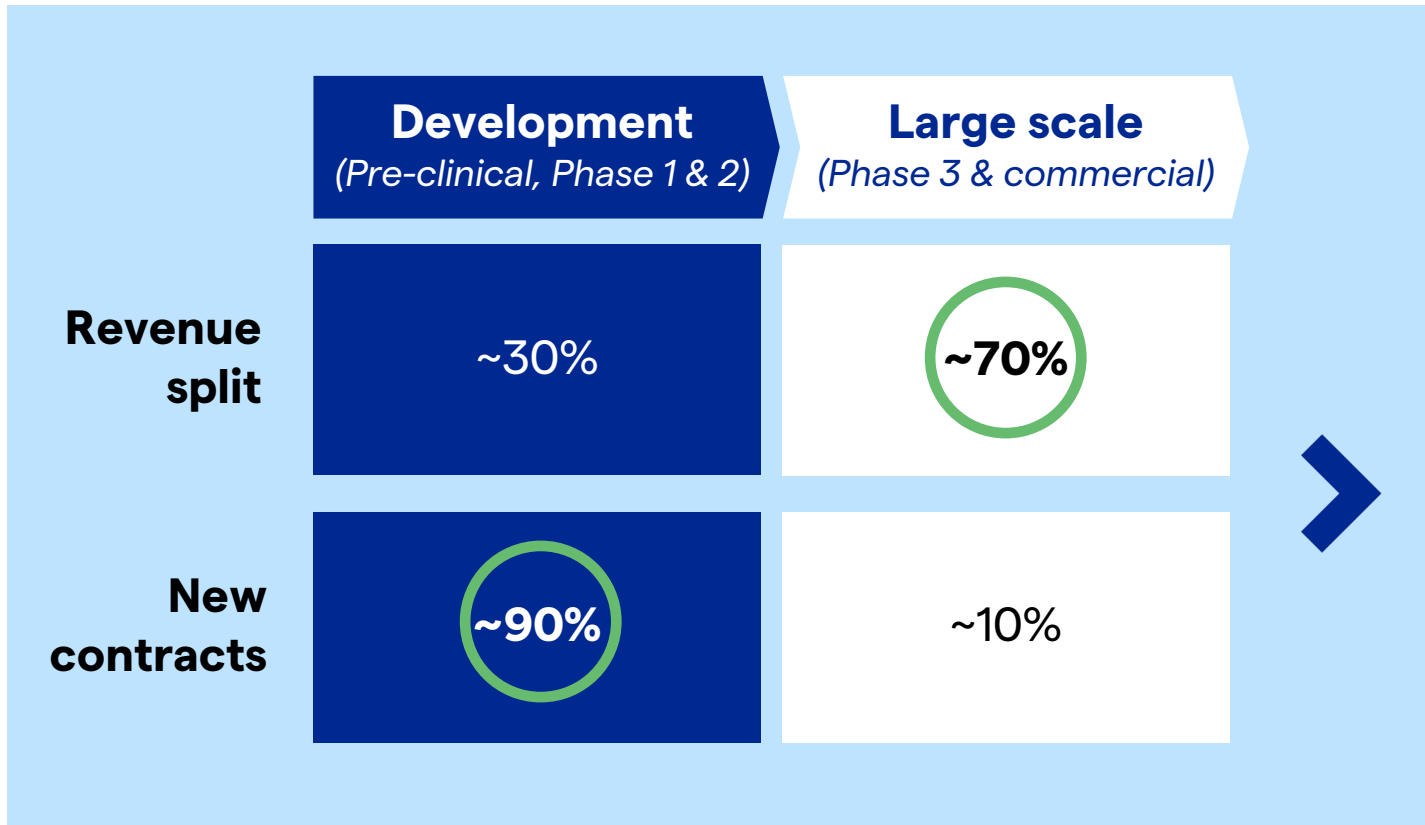 Development
(Pre-clinical, Phase 1 & 2)
Large scale
(Phase 3 & commercial)
Revenue
split
~30%
~70%
New
contracts
~90%
~10%